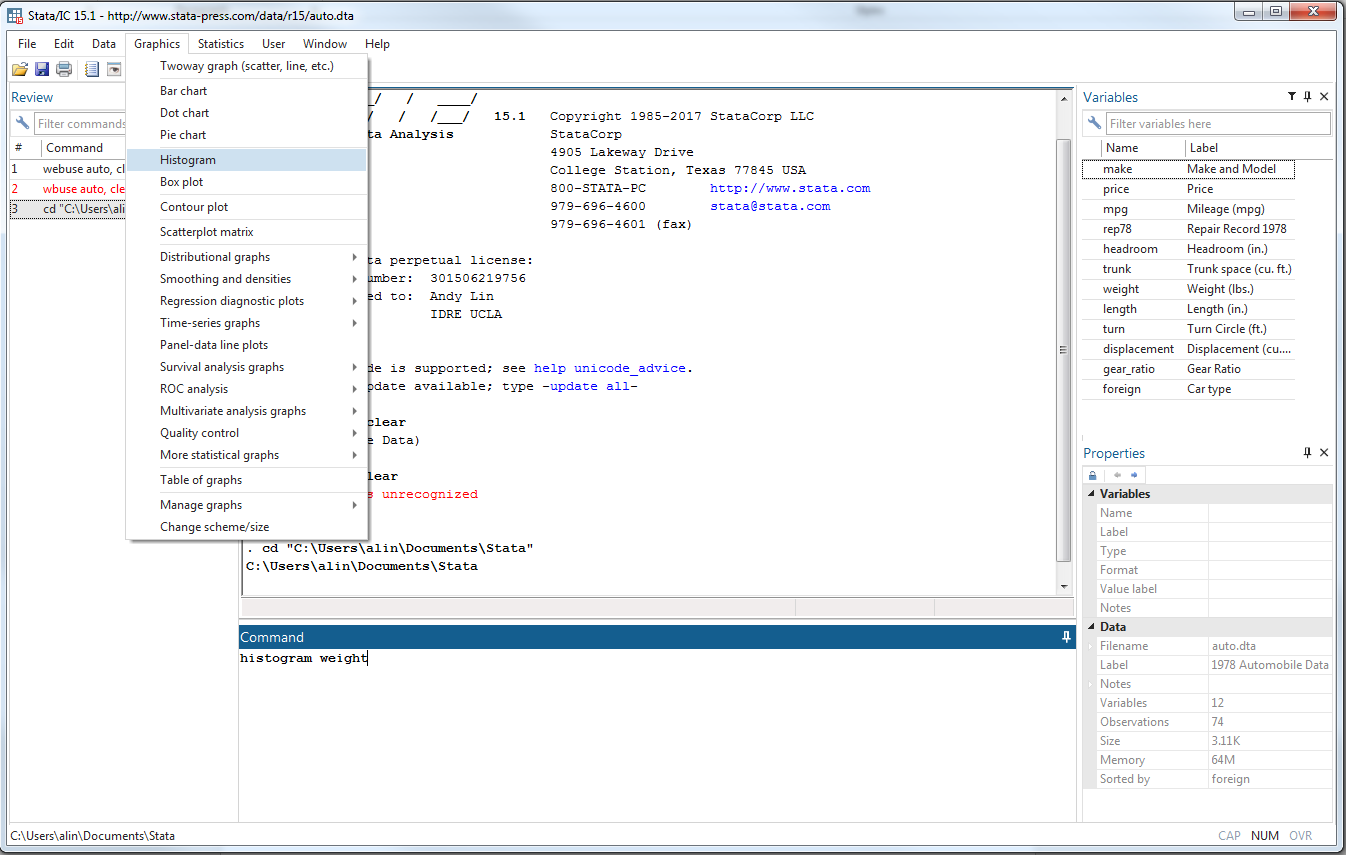 Stata/IC 15.1 - http://www.stata-press.com/data/r15/auto.dta
File Edit Data Graphics Statistics User Window Help
Twoway graph (scatter, line, etc.)
Bar chart
Dot chart
Pie chart
Histogram
Box plot
Contour plot
Scatterplot matrix
Distributional graphs
Smoothing and densities
Regression diagnostic plots
Time-series graphs
Panel-data line plots
Survival analysis graphs
ROC analysis
Multivariate analysis graphs
Quality control
More statistical graphs
Table of graphs
Manage graphs
Change scheme/size
Review
Filter commands
# Command
1 webuse auto, cl
2 wbuse auto, cle
3 cd "C:\Users\alin
_/ / ____/
/ / /___/ 15.1 Copyright 1985-2017 StataCorp LLC
ta Analysis StataCorp
4905 Lakeway Drive
College Station, Texas 77845 USA
800-STATA-PC http://www.stata.com
979-696-4600 stata@stata.com
979-696-4601 (fax)
ta perpetual license:
umber: 301506219756
ed to: Andy Lin
IDRE UCLA
de is supported; see help unicode_advice.
pdate available; type -update all-
clear
e Data)
lear
s unrecognized
. cd "C:\Users\alin\Documents\Stata"
C:\Users\alin\Documents\Stata
Command
histogram weight
Variables
Filter variables here
Name Label
make Make and Model
price Price
mpg Mileage (mpg)
rep78 Repair Record 1978
headroom Headroom (in.)
trunk Trunk space (cu. ft.)
weight Weight (lbs.)
length Length (in.)
turn Turn Circle (ft.)
displacement Displacement (cu....
gear_ratio Gear Ratio
foreign Car type
Properties
Variables
Name
Label
Type
Format
Value label
Notes
Data
Filename auto.dta
Label 1978 Automobile Data
Notes
Variables 12
Observations 74
Size 3.11K
Memory 64M
Sorted by foreign
C:\Users\alin\Documents\Stata
CAP NUM OVR